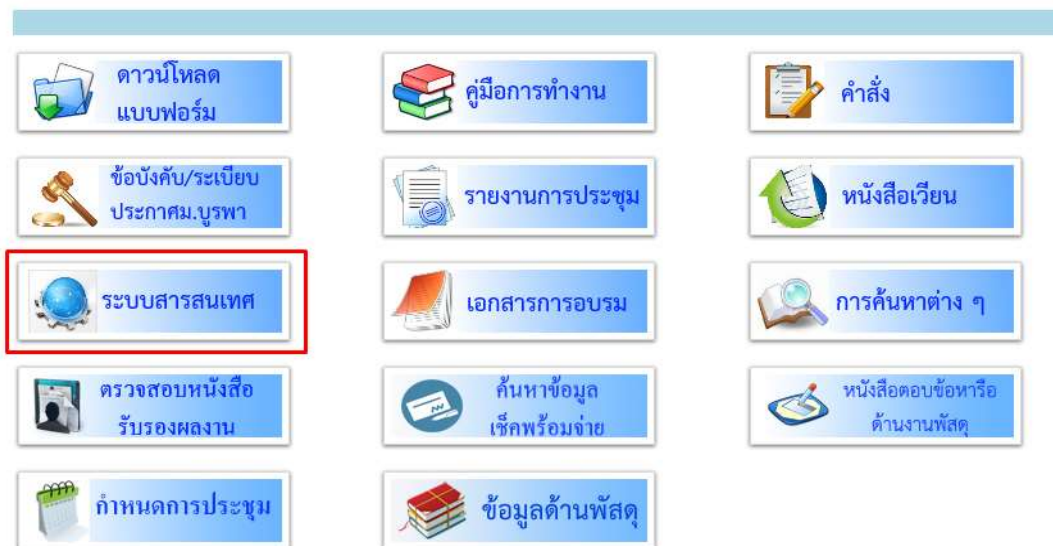 ดาวน์โหลด
แบบฟอร์ม
คู่มือการทำงาน
คำสั่ง
ข้อบังคับ/ระเบียบ
ประกาศม.บูรพา
รายงานการประชุม
หนังสือเวียน
ระบบสารสนเทศ
เอกสารการอบรม
การค้นหาต่าง ๆ
ตรวจสอบหนังสือ
รับรองผลงาน
ค้นหาข้อมูล
เช็คพร้อมจ่าย
หนังสือตอบข้อหารือ
ด้านงานพัสดุ
กำหนดการประชุม
ข้อมูลด้านพัสดุ